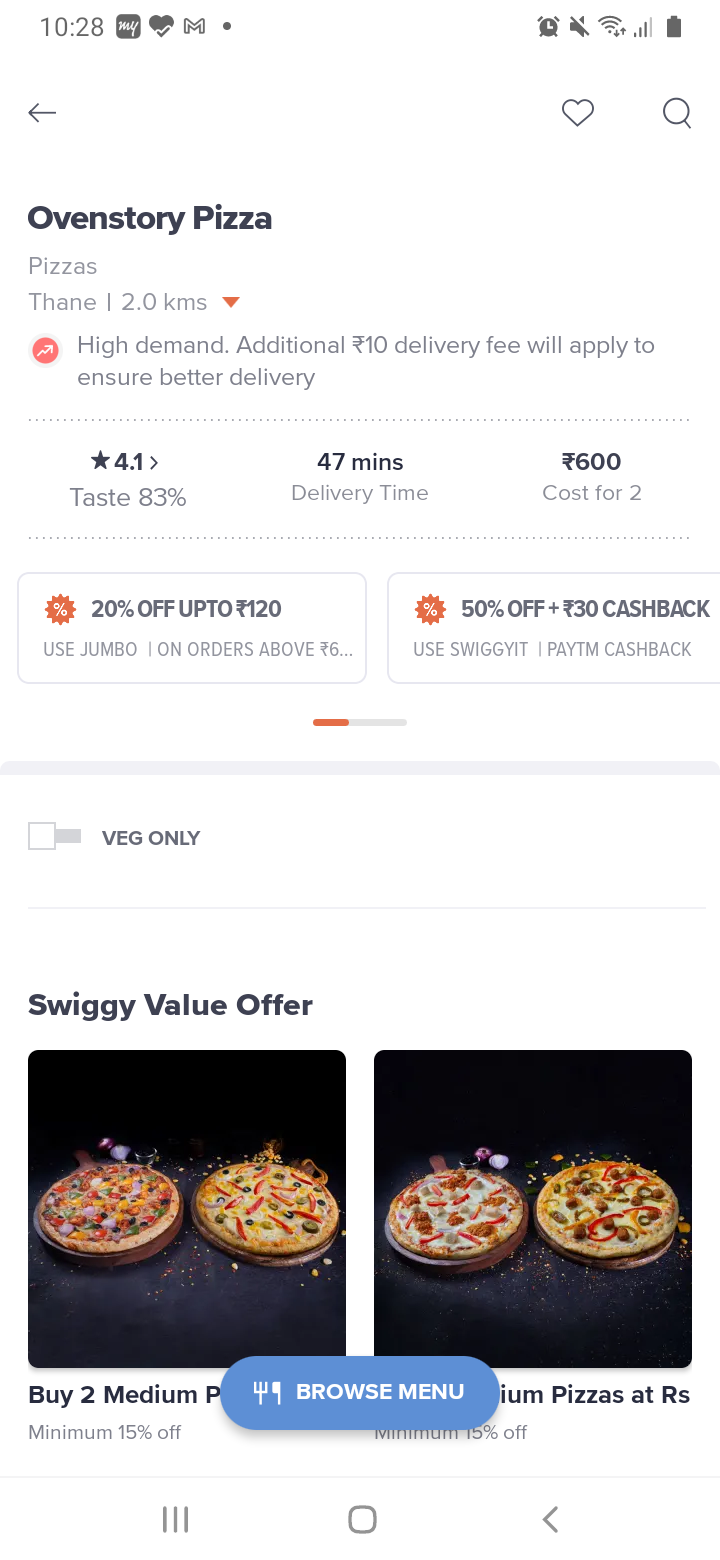 10:28 my
Ovenstory Pizza
Pizzas
Thane | 2.0 kms
High demand. Additional ₹10 delivery fee will apply to
ensure better delivery
★ 4.1 > 47 mins ₹600
Taste 83% Delivery Time Cost for 2
20% OFF UPTO ₹120 50% OFF + ₹30 CASHBACK
USE JUMBO | ON ORDERS ABOVE ₹6... USE SWIGGYIT | PAYTM CASHBACK
VEG ONLY
Swiggy Value Offer
Buy 2 Medium P ium Pizzas at Rs
BROWSE MENU
Minimum 15% off Minimum 15% off